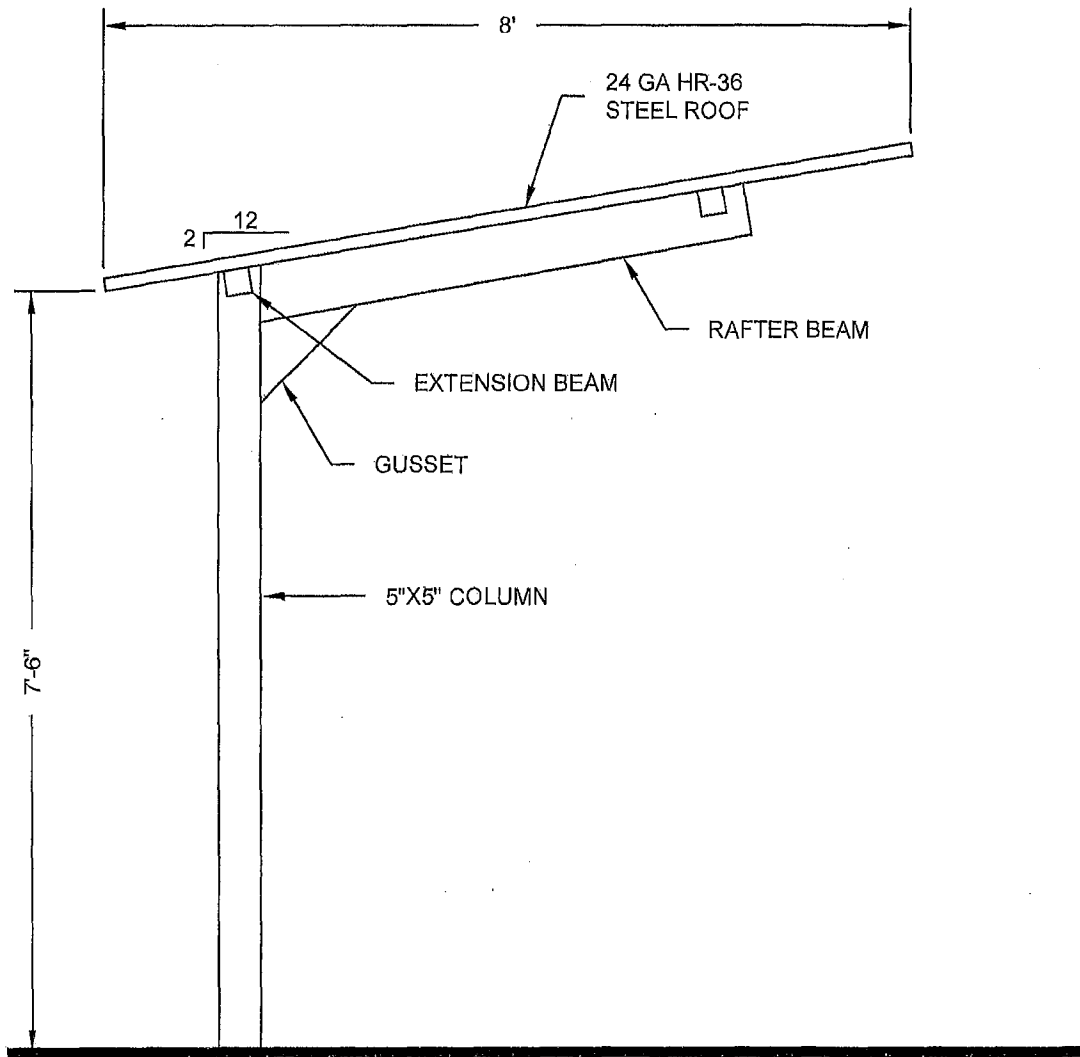 8'
24 GA HR-36
STEEL ROOF
12
2
RAFTER BEAM
EXTENSION BEAM
GUSSET
5"X5" COLUMN
7'-6"